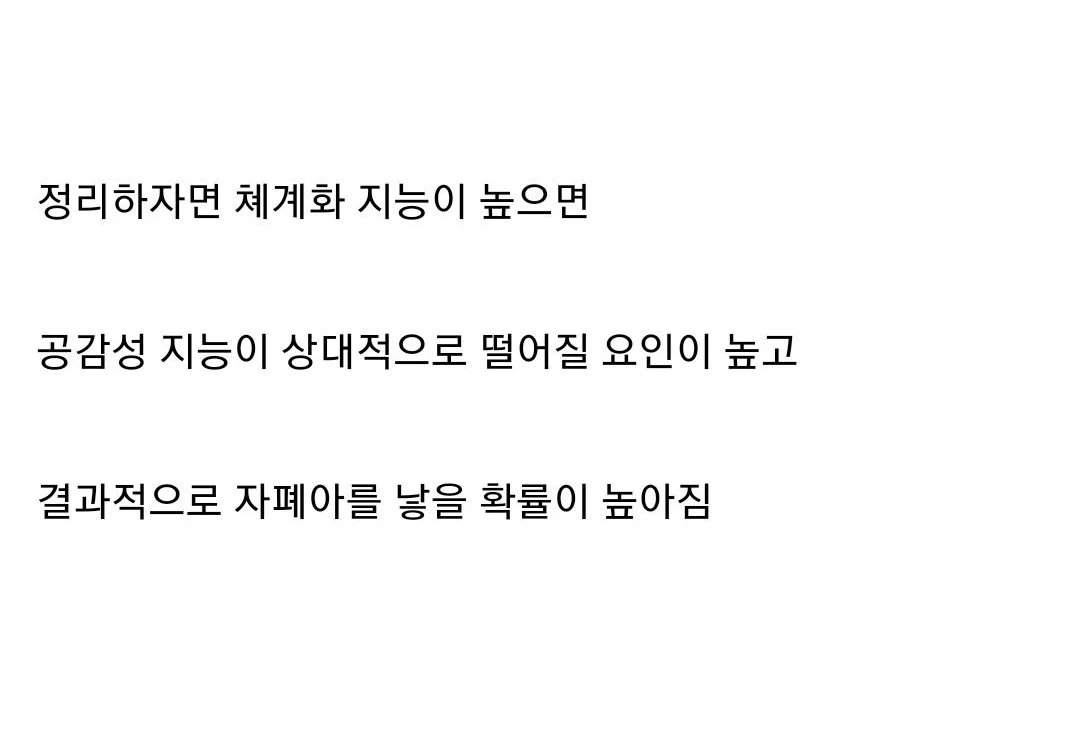 정리하자면 쳬계화 지능이 높으면
공감성 지능이 상대적으로 떨어질 요인이 높고
결과적으로 자폐아를 낳을 확률이 높아짐